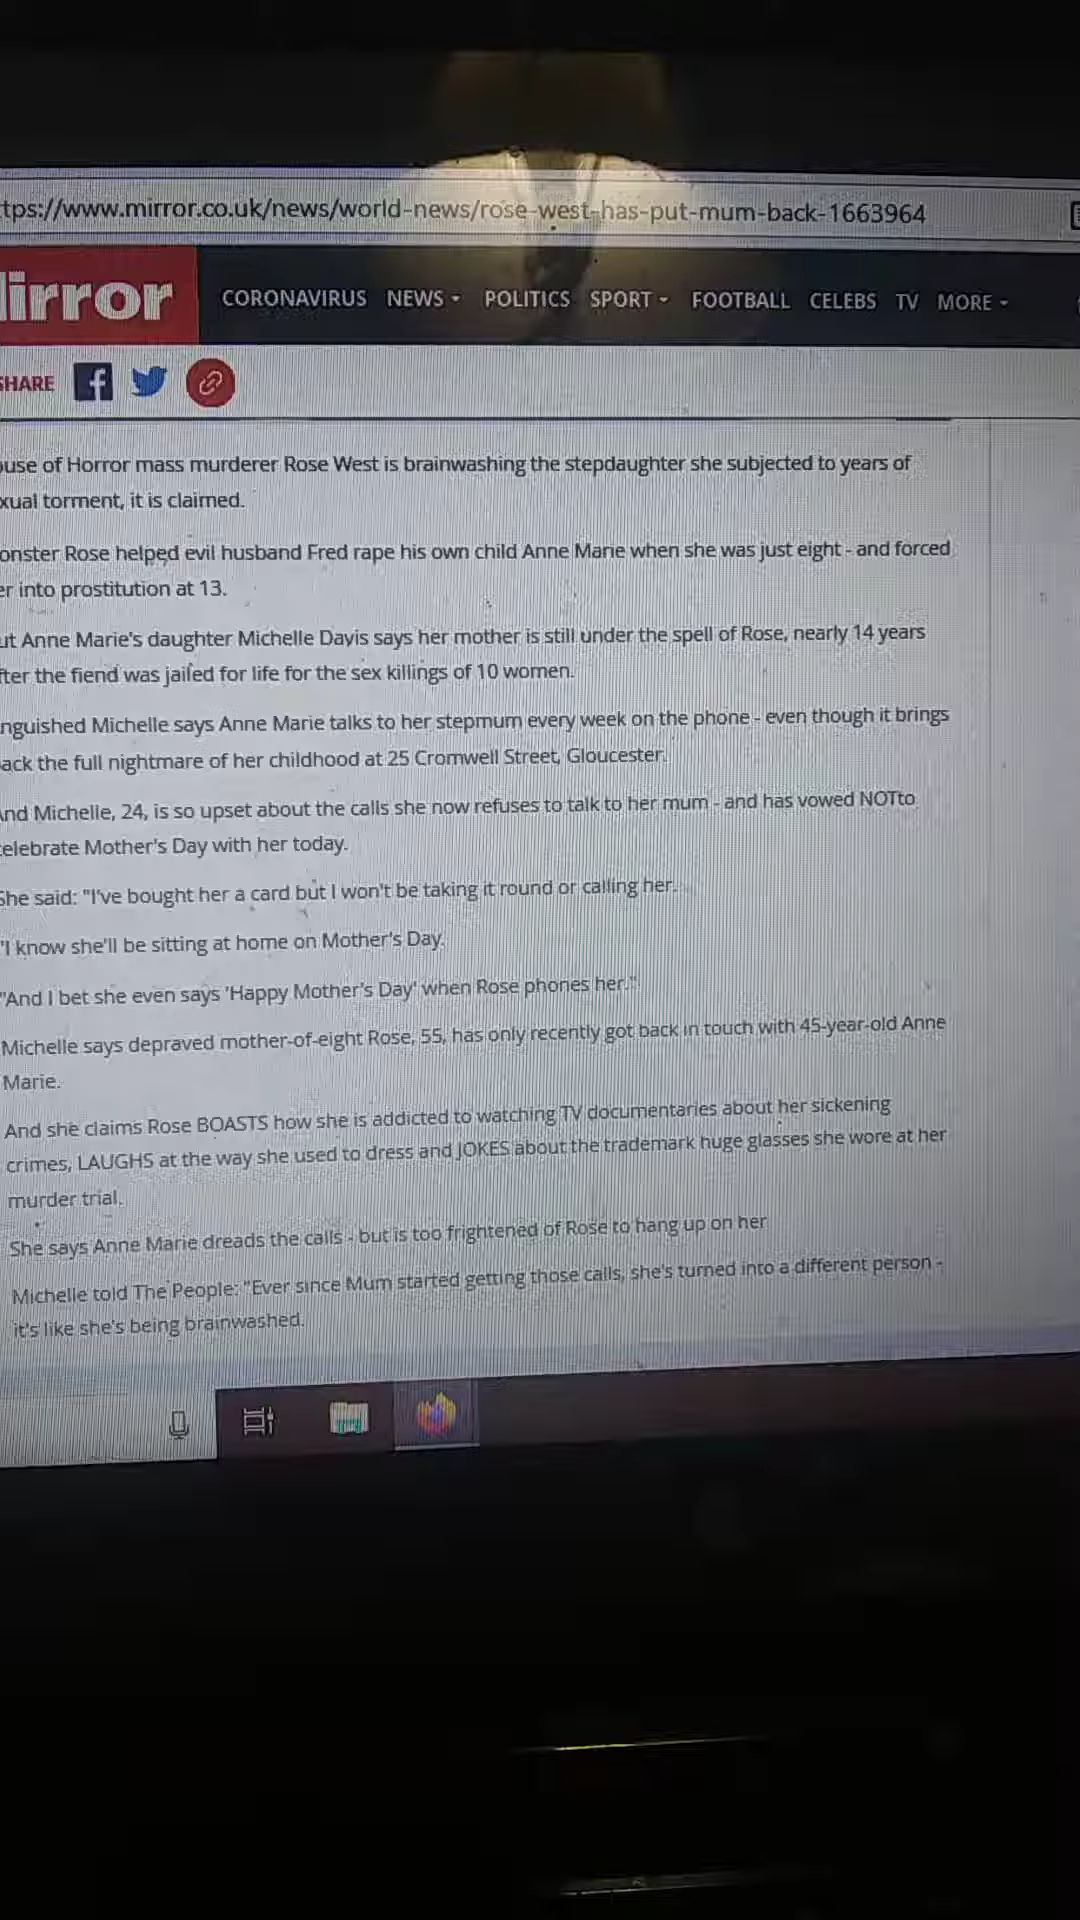 tps://www.mirror.co.uk/news/world-news/rose-west-has-put-mum-back-1663964
irror
CORONAVIRUS NEWS POLITICS SPORT FOOTBALL CELEBS TV MORE
SHARE
ouse of Horror mass murderer Rose West is brainwashing the stepdaughter she subjected to years of
xual torment, it is claimed.
onster Rose helped evil husband Fred rape his own child Anne Marie when she was just eight - and forced
er into prostitution at 13.
ut Anne Marie's daughter Michelle Davis says her mother is still under the spell of Rose, nearly 14 years
fter the fiend was jailed for life for the sex killings of 10 women.
nguished Michelle says Anne Marie talks to her stepmum every week on the phone - even though it brings
ack the full nightmare of her childhood at 25 Cromwell Street, Gloucester.
And Michelle, 24, is so upset about the calls she now refuses to talk to her mum - and has vowed NOTto
celebrate Mother's Day with her today.
She said: "I've bought her a card but I won't be taking it round or calling her.
"I know she'll be sitting at home on Mother's Day.
"And I bet she even says 'Happy Mother's Day' when Rose phones her."
Michelle says depraved mother-of-eight Rose, 55, has only recently got back in touch with 45-year-old Anne
Marie.
And she claims Rose BOASTS how she is addicted to watching TV documentaries about her sickening
crimes, LAUGHS at the way she used to dress and JOKES about the trademark huge glasses she wore at her
murder trial.
She says Anne Marie dreads the calls - but is too frightened of Rose to hang up on her
Michelle told The People: "Ever since Mum started getting those calls, she's turned into a different person -
it's like she's being brainwashed.